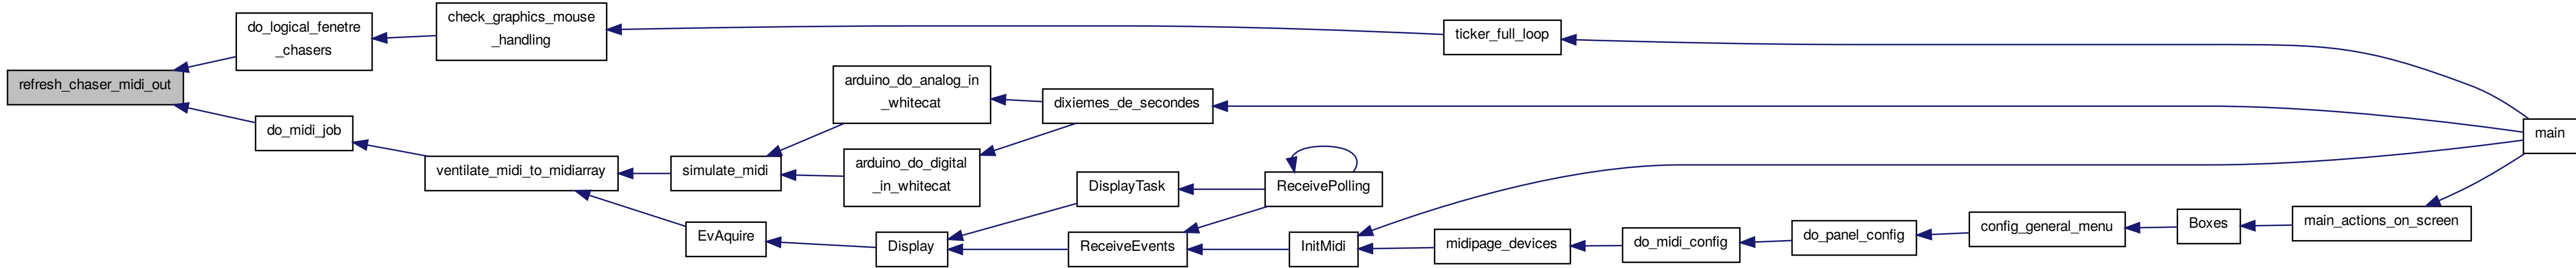 refresh_chaser_midi_out
do_logical_fenetre
_chasers
check_graphics_mouse
_handling
ticker_full_loop
main
do_midi_job
ventilate_midi_to_midiarray
simulate_midi
arduino_do_analog_in
_whitecat
dixiemes_de_secondes
arduino_do_digital
_in_whitecat
EvAquire
Display
DisplayTask
ReceivePolling
ReceiveEvents
InitMidi
midipage_devices
do_midi_config
do_panel_config
config_general_menu
Boxes
main_actions_on_screen